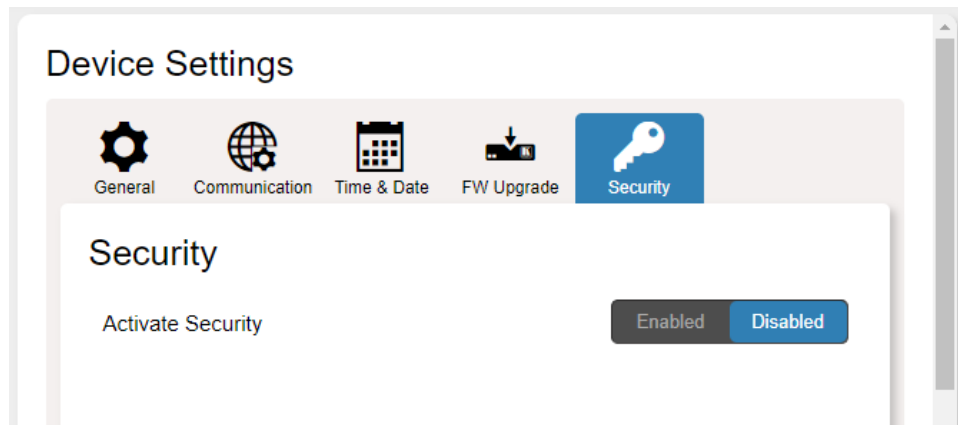 Device Settings
General Communication Time & Date FW Upgrade Security
Security
Activate Security Enabled Disabled